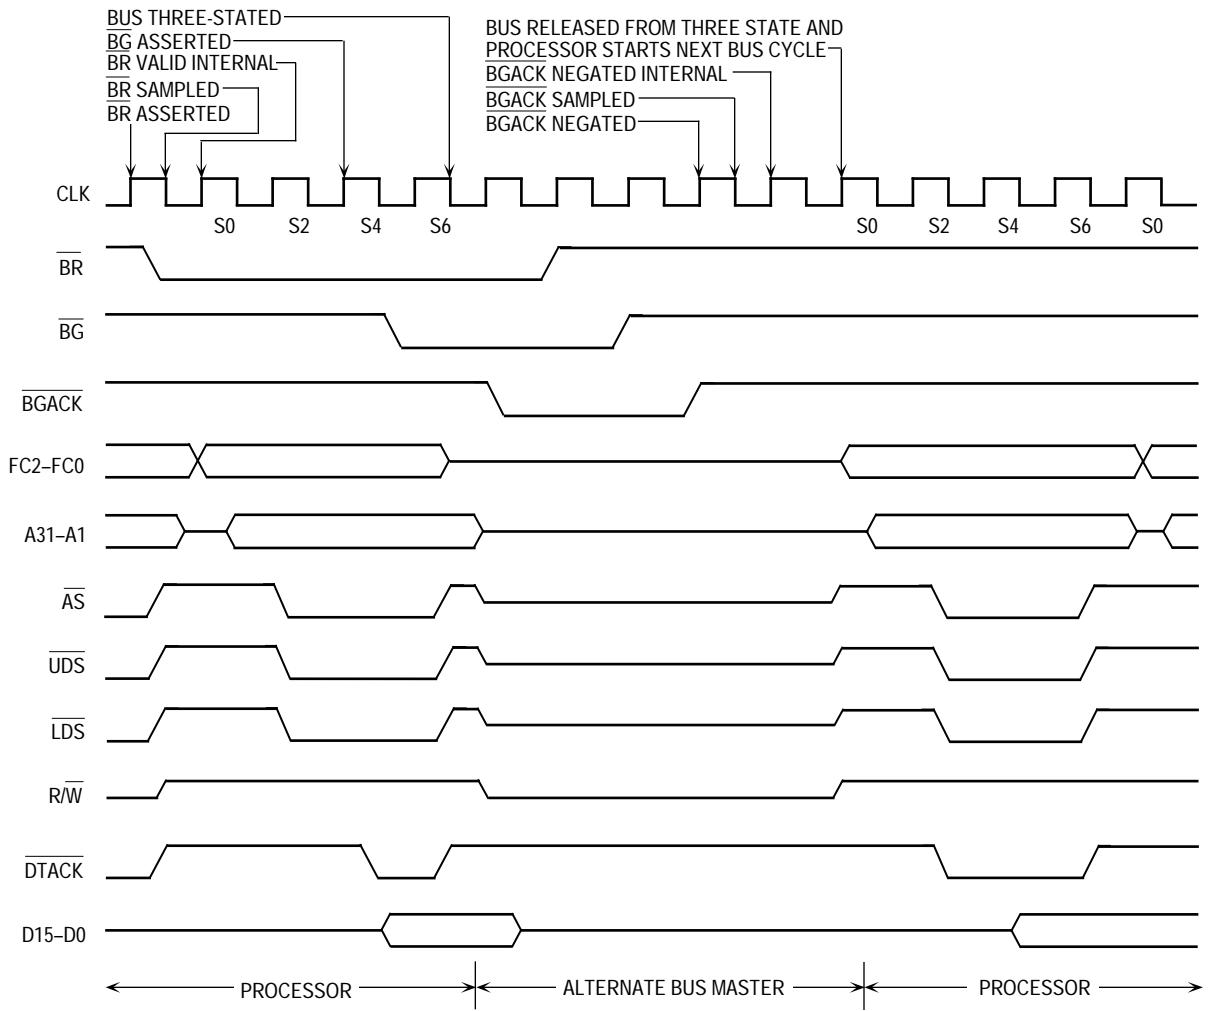 BUS THREE-STATED
BG ASSERTED
BR VALID INTERNAL
BR SAMPLED
BR ASSERTED
BUS RELEASED FROM THREE STATE AND
PROCESSOR STARTS NEXT BUS CYCLE
BGACK NEGATED INTERNAL
BGACK SAMPLED
BGACK NEGATED
CLK
S0 S2 S4 S6 S0 S2 S4 S6 S0
BR
BG
BGACK
FC2–FC0
A31–A1
AS
UDS
LDS
R/W
DTACK
D15–D0
PROCESSOR ALTERNATE BUS MASTER PROCESSOR